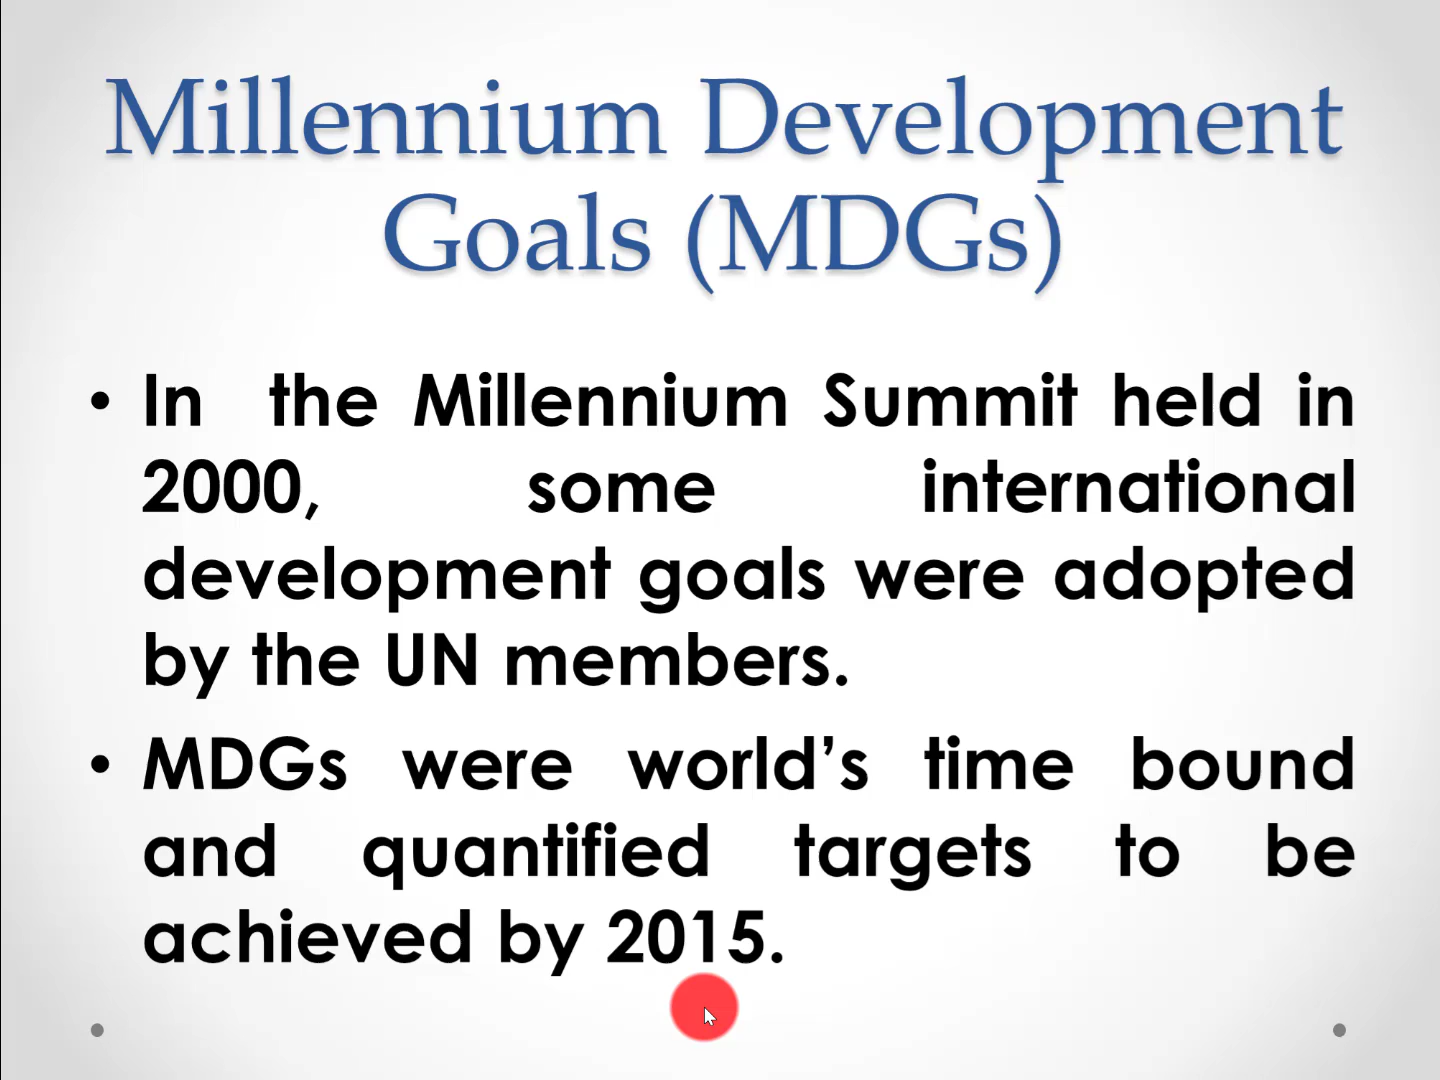 Millennium Development
Goals (MDGs)
• In the Millennium Summit held in
2000, some international
development goals were adopted
by the UN members.
• MDGs were world’s time bound
and quantified targets to be
achieved by 2015.